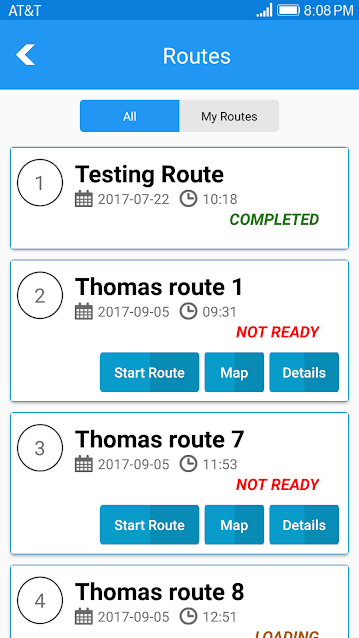 AT&T 8:08 PM
Routes
All My Routes
1 Testing Route
2017-07-22 10:18
COMPLETED
2 Thomas route 1
2017-09-05 09:31
NOT READY
Start Route Map Details
3 Thomas route 7
2017-09-05 11:53
NOT READY
Start Route Map Details
4 Thomas route 8
2017-09-05 12:51
LOADING